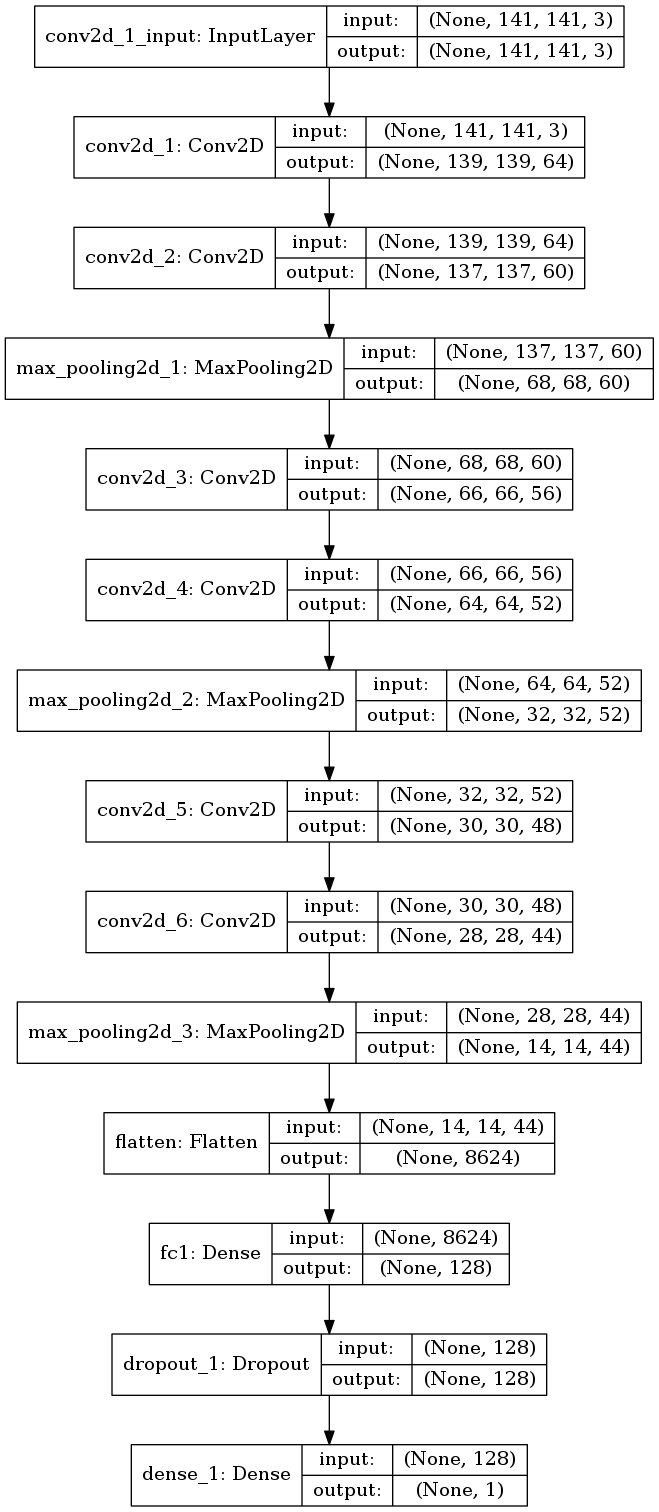 conv2d_1_input: InputLayer input: (None, 141, 141, 3)
output: (None, 141, 141, 3)
conv2d_1: Conv2D input: (None, 141, 141, 3)
output: (None, 139, 139, 64)
conv2d_2: Conv2D input: (None, 139, 139, 64)
output: (None, 137, 137, 60)
max_pooling2d_1: MaxPooling2D input: (None, 137, 137, 60)
output: (None, 68, 68, 60)
conv2d_3: Conv2D input: (None, 68, 68, 60)
output: (None, 66, 66, 56)
conv2d_4: Conv2D input: (None, 66, 66, 56)
output: (None, 64, 64, 52)
max_pooling2d_2: MaxPooling2D input: (None, 64, 64, 52)
output: (None, 32, 32, 52)
conv2d_5: Conv2D input: (None, 32, 32, 52)
output: (None, 30, 30, 48)
conv2d_6: Conv2D input: (None, 30, 30, 48)
output: (None, 28, 28, 44)
max_pooling2d_3: MaxPooling2D input: (None, 28, 28, 44)
output: (None, 14, 14, 44)
flatten: Flatten input: (None, 14, 14, 44)
output: (None, 8624)
fc1: Dense input: (None, 8624)
output: (None, 128)
dropout_1: Dropout input: (None, 128)
output: (None, 128)
dense_1: Dense input: (None, 128)
output: (None, 1)